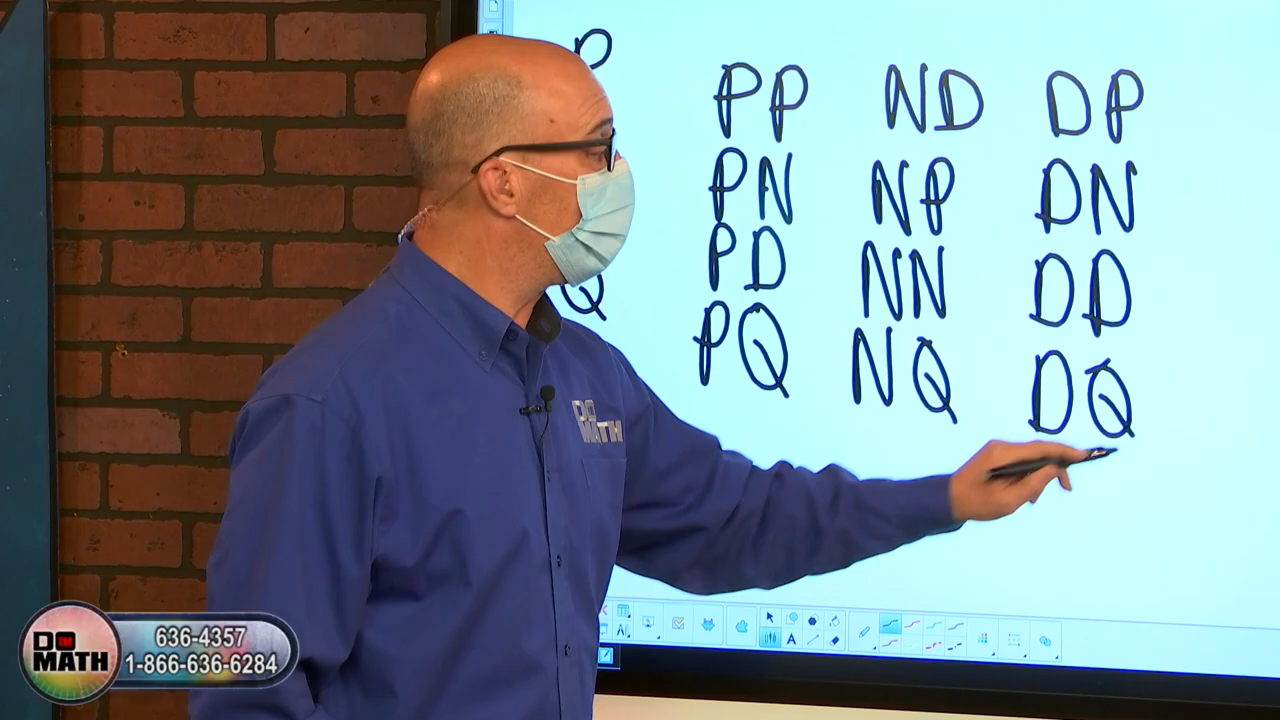 P
PP ND DP
PN NP DN
PD NN DD
Q
PQ NQ DQ
DO
MATH
DO THE
MATH
636-4357
1-866-636-6284
A
A